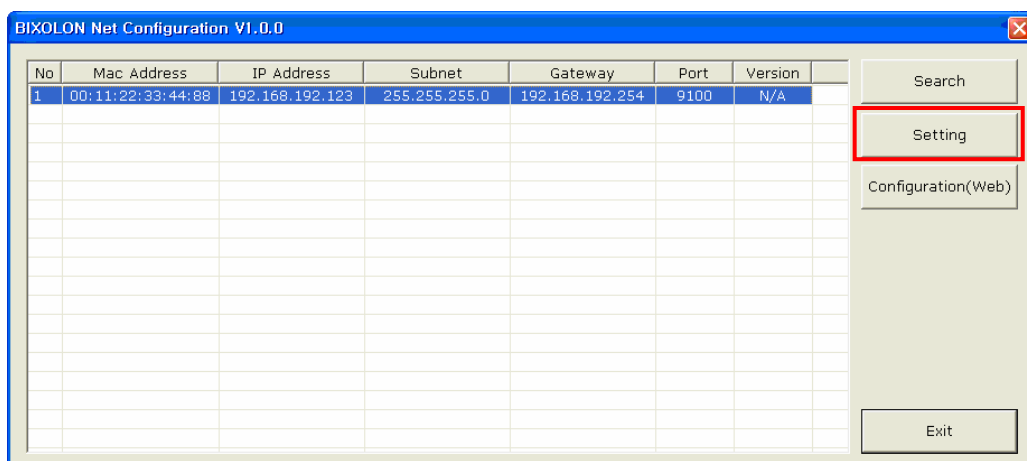 BIXOLON Net Configuration V1.0.0
No Mac Address IP Address Subnet Gateway Port Version
1 00:11:22:33:44:88 192.168.192.123 255.255.255.0 192.168.192.254 9100 N/A
Search
Setting
Configuration(Web)
Exit